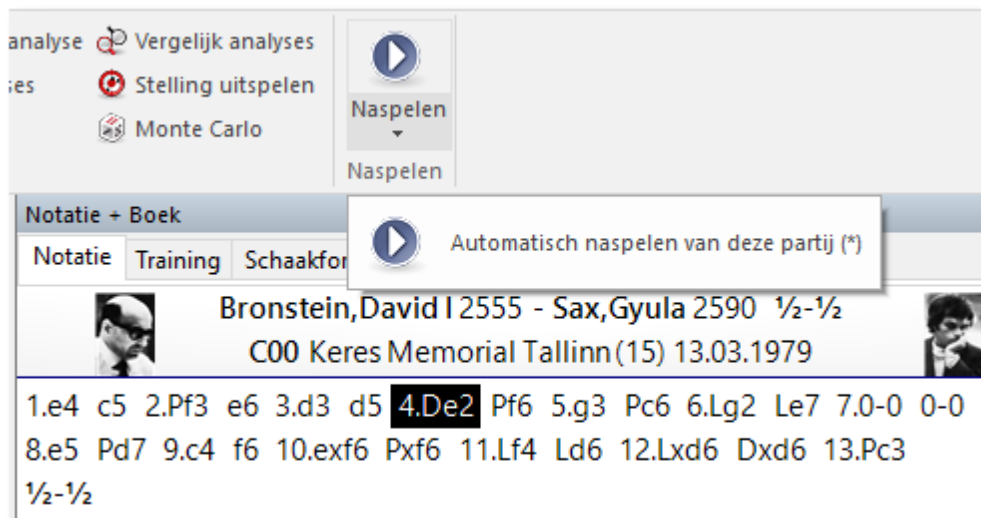 analyse Vergelijk analyses
ses Stelling uitspelen
Monte Carlo
Naspelen
Naspelen
Notatie + Boek
Automatisch naspelen van deze partij (*)
Notatie Training Schaakfor
Bronstein,David I 2555 - Sax,Gyula 2590 ½-½
C00 Keres Memorial Tallinn (15) 13.03.1979
1.e4 c5 2.Pf3 e6 3.d3 d5 4.De2 Pf6 5.g3 Pc6 6.Lg2 Le7 7.0-0 0-0
8.e5 Pd7 9.c4 f6 10.exf6 Pxf6 11.Lf4 Ld6 12.Lxd6 Dxd6 13.Pc3
½-½